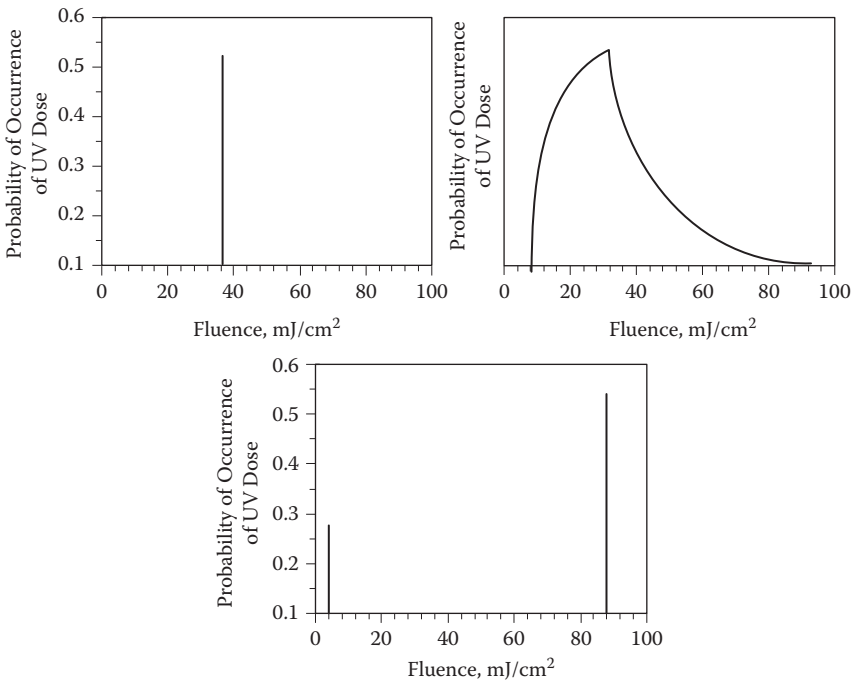 0.6
0.5
0.4
0.3
0.2
0.1
Probability of Occurrence
of UV Dose
0 20 40 60 80 100
Fluence, mJ/cm²
Probability of Occurrence
of UV Dose
0 20 40 60 80 100
Fluence, mJ/cm²
0.6
0.5
0.4
0.3
0.2
0.1
Probability of Occurrence
of UV Dose
0 20 40 60 80 100
Fluence, mJ/cm²